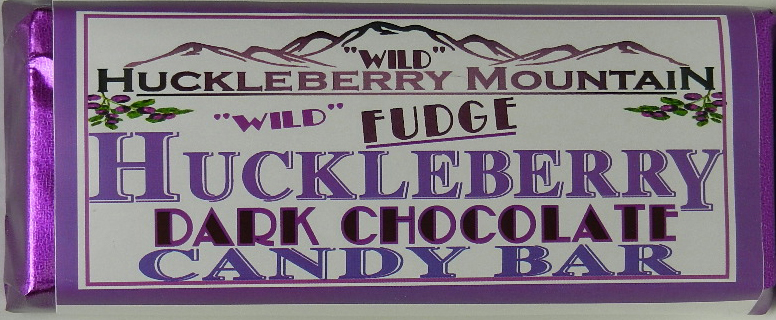 "WILD"
HUCKLEBERRY MOUNTAIN
"WILD" FUDGE
HUCKLEBERRY
DARK CHOCOLATE
CANDY BAR